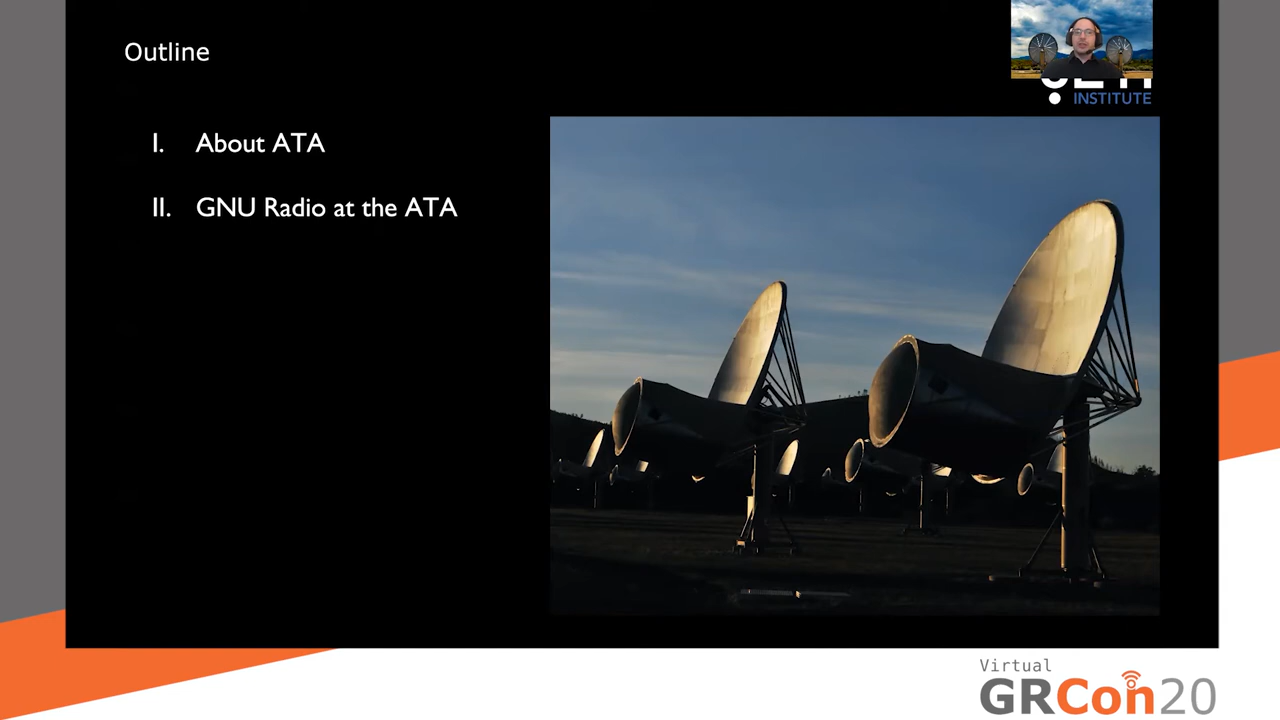 Outline
INSTITUTE
I. About ATA
II. GNU Radio at the ATA
Virtual
GRCon20